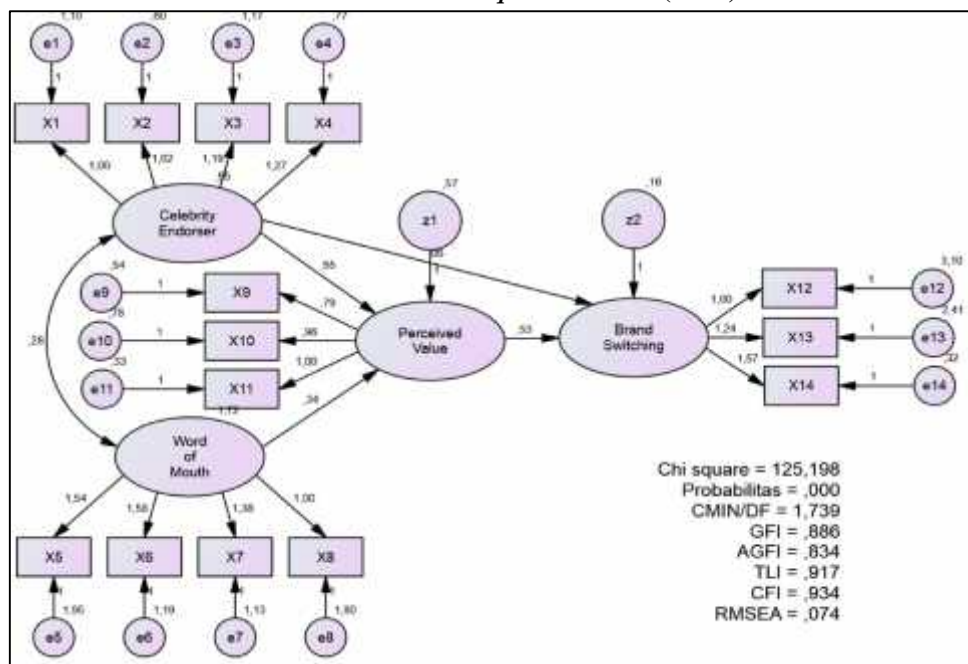 1,10
,60
1,17
,77
e1
e2
e3
e4
1
1
1
1
X1
X2
X3
X4
1,00
1,02
1,19
1,27
Celebrity
Endorser
,57
z1
,16
z2
1
1
,55
,28
,54
e9
1
X9
,79
,78
e10
1
X10
,96
,33
e11
1
X11
1,00
Perceived
Value
,53
Brand
Switching
1,00
X12
1
3,10
e12
1,24
X13
1
2,41
e13
1,57
X14
1
,32
e14
,34
Word
of
Mouth
1,54
1,58
1,38
1,00
X5
X6
X7
X8
1,95
1,19
1,13
1,80
e5
e6
e7
e8
Chi square = 125,198
Probabilitas = ,000
CMIN/DF = 1,739
GFI = ,886
AGFI = ,834
TLI = ,917
CFI = ,934
RMSEA = ,074